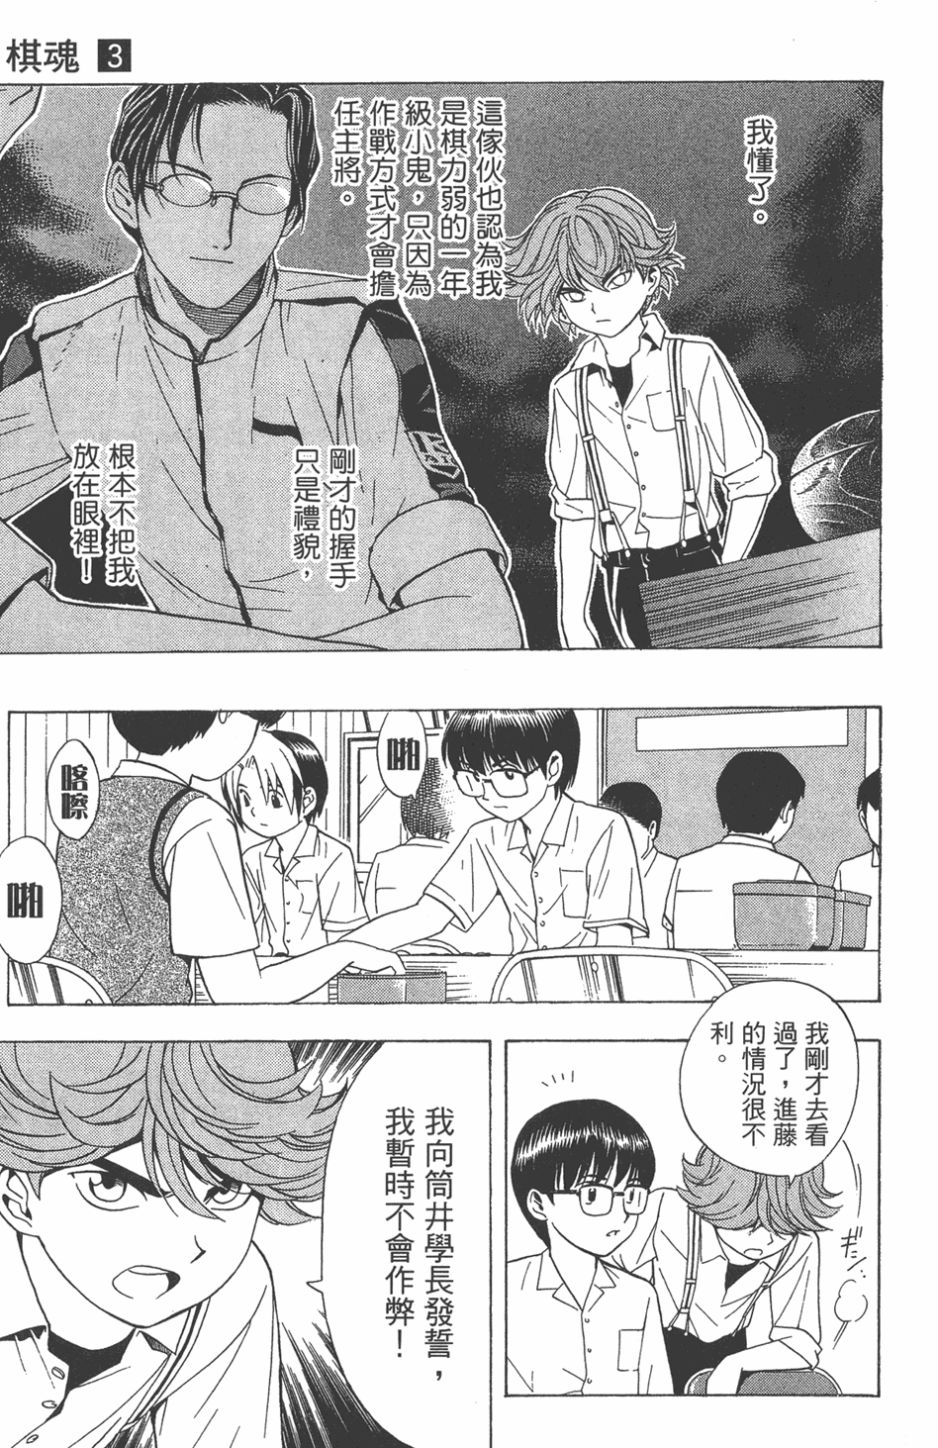 棋魂 3
我懂了。
這傢伙也認為我
是棋力弱的一年
級小鬼，只因為
作戰方式才會擔
任主將。
剛才的握手
只是禮貌，
根本不把我
放在眼裡！
啪
喀嚓
啪
我剛才去看
過了，進藤
的情況很不
利。
我向筒井學長發誓，
我暫時不會作弊！